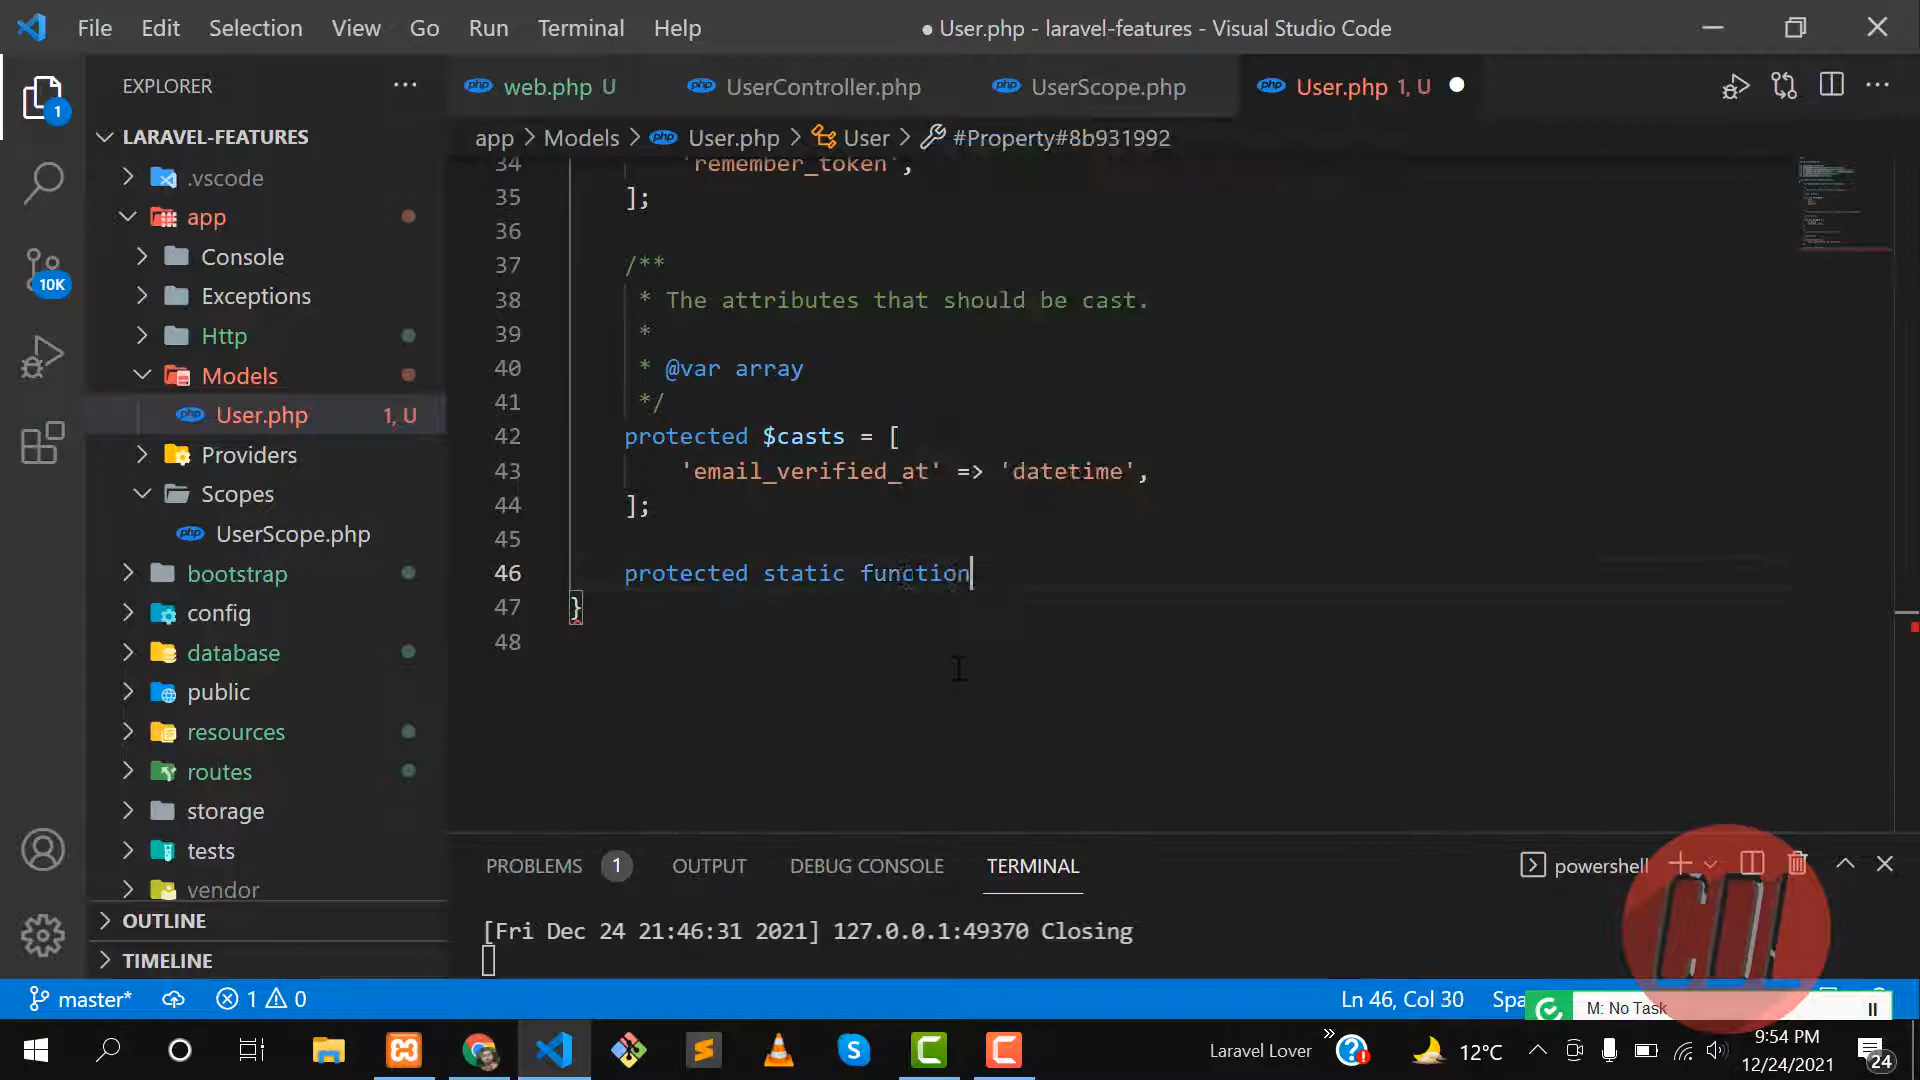 File Edit Selection View Go Run Terminal Help
● User.php - laravel-features - Visual Studio Code
EXPLORER
web.php U
UserController.php
UserScope.php
User.php 1, U
app > Models > User.php > User > #Property#8b931992
LARAVEL-FEATURES
.vscode
app
Console
Exceptions
Http
Models
User.php 1, U
Providers
Scopes
UserScope.php
bootstrap
config
database
public
resources
routes
storage
tests
vendor
OUTLINE
TIMELINE
1
10K
34 'remember_token',
35 ];
36
37 /**
38 * The attributes that should be cast.
39 *
40 * @var array
41 */
42 protected $casts = [
43 'email_verified_at' => 'datetime',
44 ];
45
46 protected static function
47 }
48
PROBLEMS 1 OUTPUT DEBUG CONSOLE TERMINAL
powershell
[Fri Dec 24 21:46:31 2021] 127.0.0.1:49370 Closing
CDL
master* 1 0
Ln 46, Col 30
M: No Task
Laravel Lover
12°C
9:54 PM
12/24/2021
24